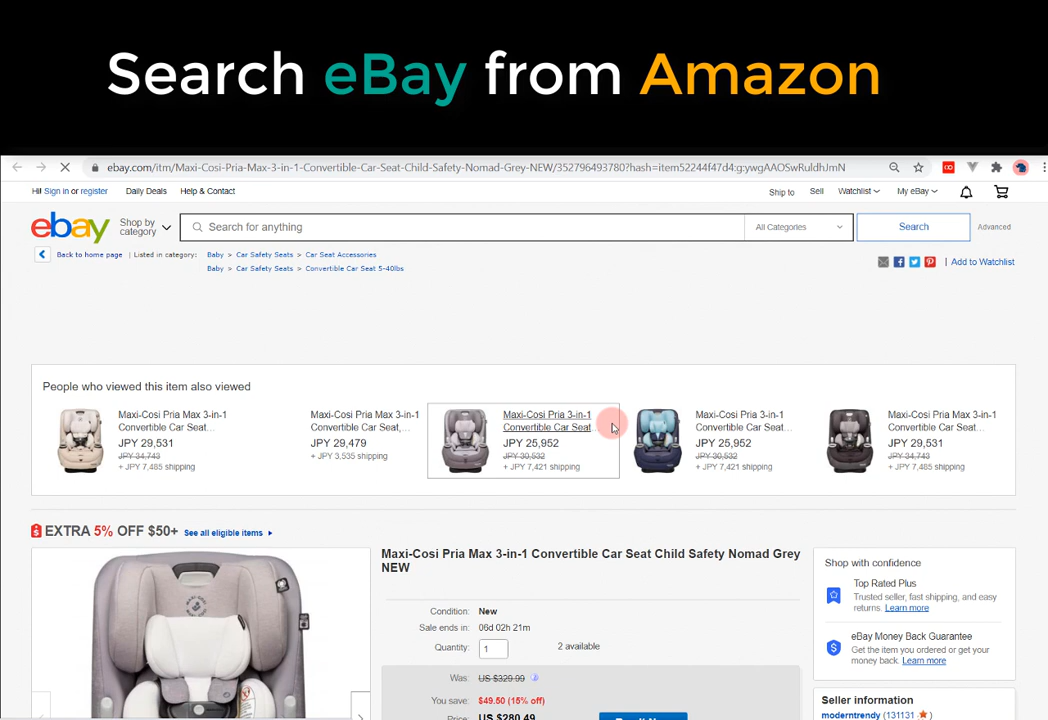 Search eBay from Amazon
ebay.com/itm/Maxi-Cosi-Pria-Max-3-in-1-Convertible-Car-Seat-Child-Safety-Nomad-Grey-NEW/352796493780?hash=item52244f47d4:g:ywgAAOSwRuldhJmN
Hi! Sign in or register Daily Deals Help & Contact Ship to Sell Watchlist My eBay
ebay Shop by category Search for anything All Categories Search Advanced
Back to home page | Listed in category: Baby > Car Safety Seats > Car Seat Accessories
Baby > Car Safety Seats > Convertible Car Seat 5-40lbs
| Add to Watchlist
People who viewed this item also viewed
Maxi-Cosi Pria Max 3-in-1
Convertible Car Seat...
JPY 29,531
JPY 34,743
+ JPY 7,485 shipping
Maxi-Cosi Pria Max 3-in-1
Convertible Car Seat,...
JPY 29,479
+ JPY 3,535 shipping
Maxi-Cosi Pria 3-in-1
Convertible Car Seat...
JPY 25,952
JPY 30,532
+ JPY 7,421 shipping
Maxi-Cosi Pria 3-in-1
Convertible Car Seat...
JPY 25,952
JPY 30,532
+ JPY 7,421 shipping
Maxi-Cosi Pria Max 3-in-1
Convertible Car Seat...
JPY 29,531
JPY 34,743
+ JPY 7,485 shipping
EXTRA 5% OFF $50+ See all eligible items
Maxi-Cosi Pria Max 3-in-1 Convertible Car Seat Child Safety Nomad Grey
NEW
Condition: New
Sale ends in: 06d 02h 21m
Quantity: 1 2 available
Was: US $329.99
You save: $49.50 (15% off)
Price: US $280.49
Shop with confidence
Top Rated Plus
Trusted seller, fast shipping, and easy
returns. Learn more
eBay Money Back Guarantee
Get the item you ordered or get your
money back. Learn more
Seller information
moderntrendy (131131